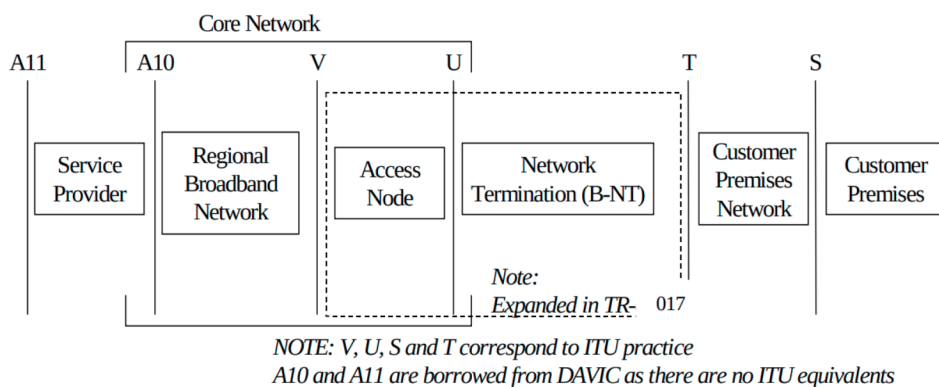 Core Network
A11 A10 V U T S
Service
Provider
Regional
Broadband
Network
Access
Node
Network
Termination (B-NT)
Customer
Premises
Network
Customer
Premises
Note:
Expanded in TR- 017
NOTE: V, U, S and T correspond to ITU practice
A10 and A11 are borrowed from DAVIC as there are no ITU equivalents